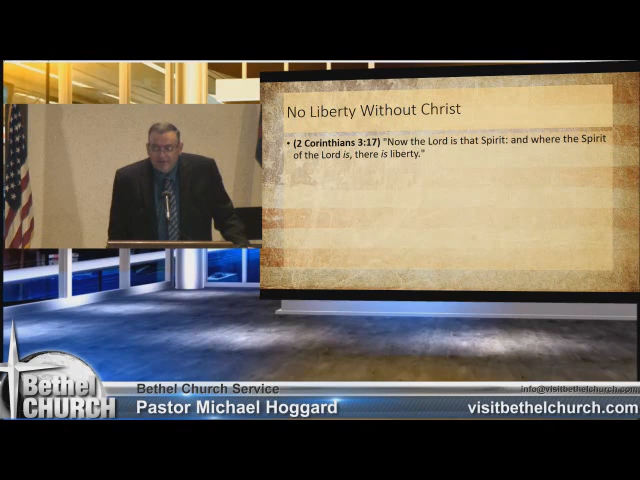 No Liberty Without Christ
• (2 Corinthians 3:17) "Now the Lord is that Spirit: and where the Spirit
of the Lord is, there is liberty."
Bethel
CHURCH
Bethel Church Service
info@visitbethelchurch.com
Pastor Michael Hoggard
visitbethelchurch.com